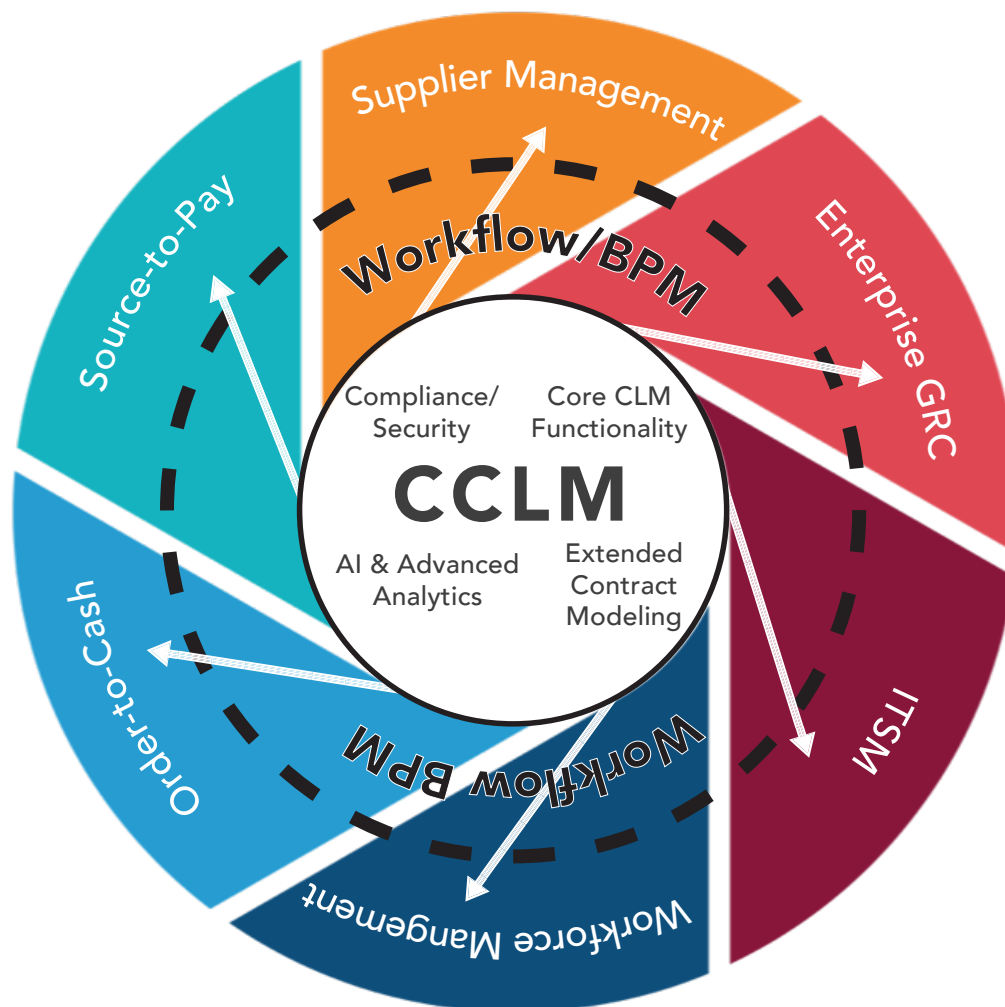 Supplier Management
Enterprise GRC
ITSM
Workforce Mangement
Order-to-Cash
Source-to-Pay
Workflow/BPM
Compliance/
Security
Core CLM
Functionality
CCLM
AI & Advanced
Analytics
Extended
Contract
Modeling
Workflow BPM